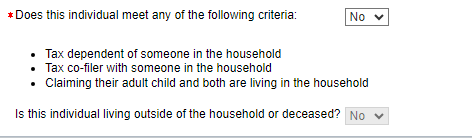 *Does this individual meet any of the following criteria: No
• Tax dependent of someone in the household
• Tax co-filer with someone in the household
• Claiming their adult child and both are living in the household
Is this individual living outside of the household or deceased? No